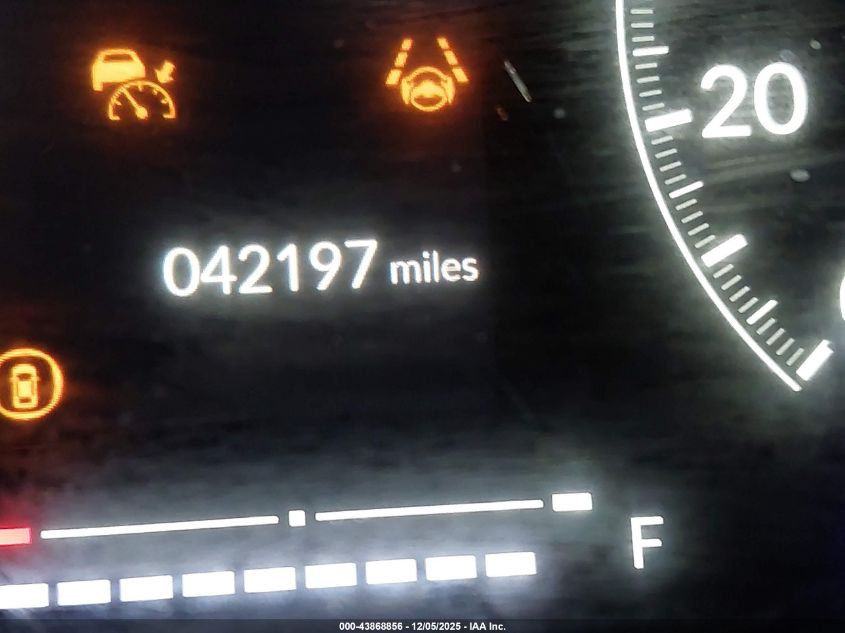 20
042197 miles
F
000-43868856 - 12/05/2025 - IAA Inc.